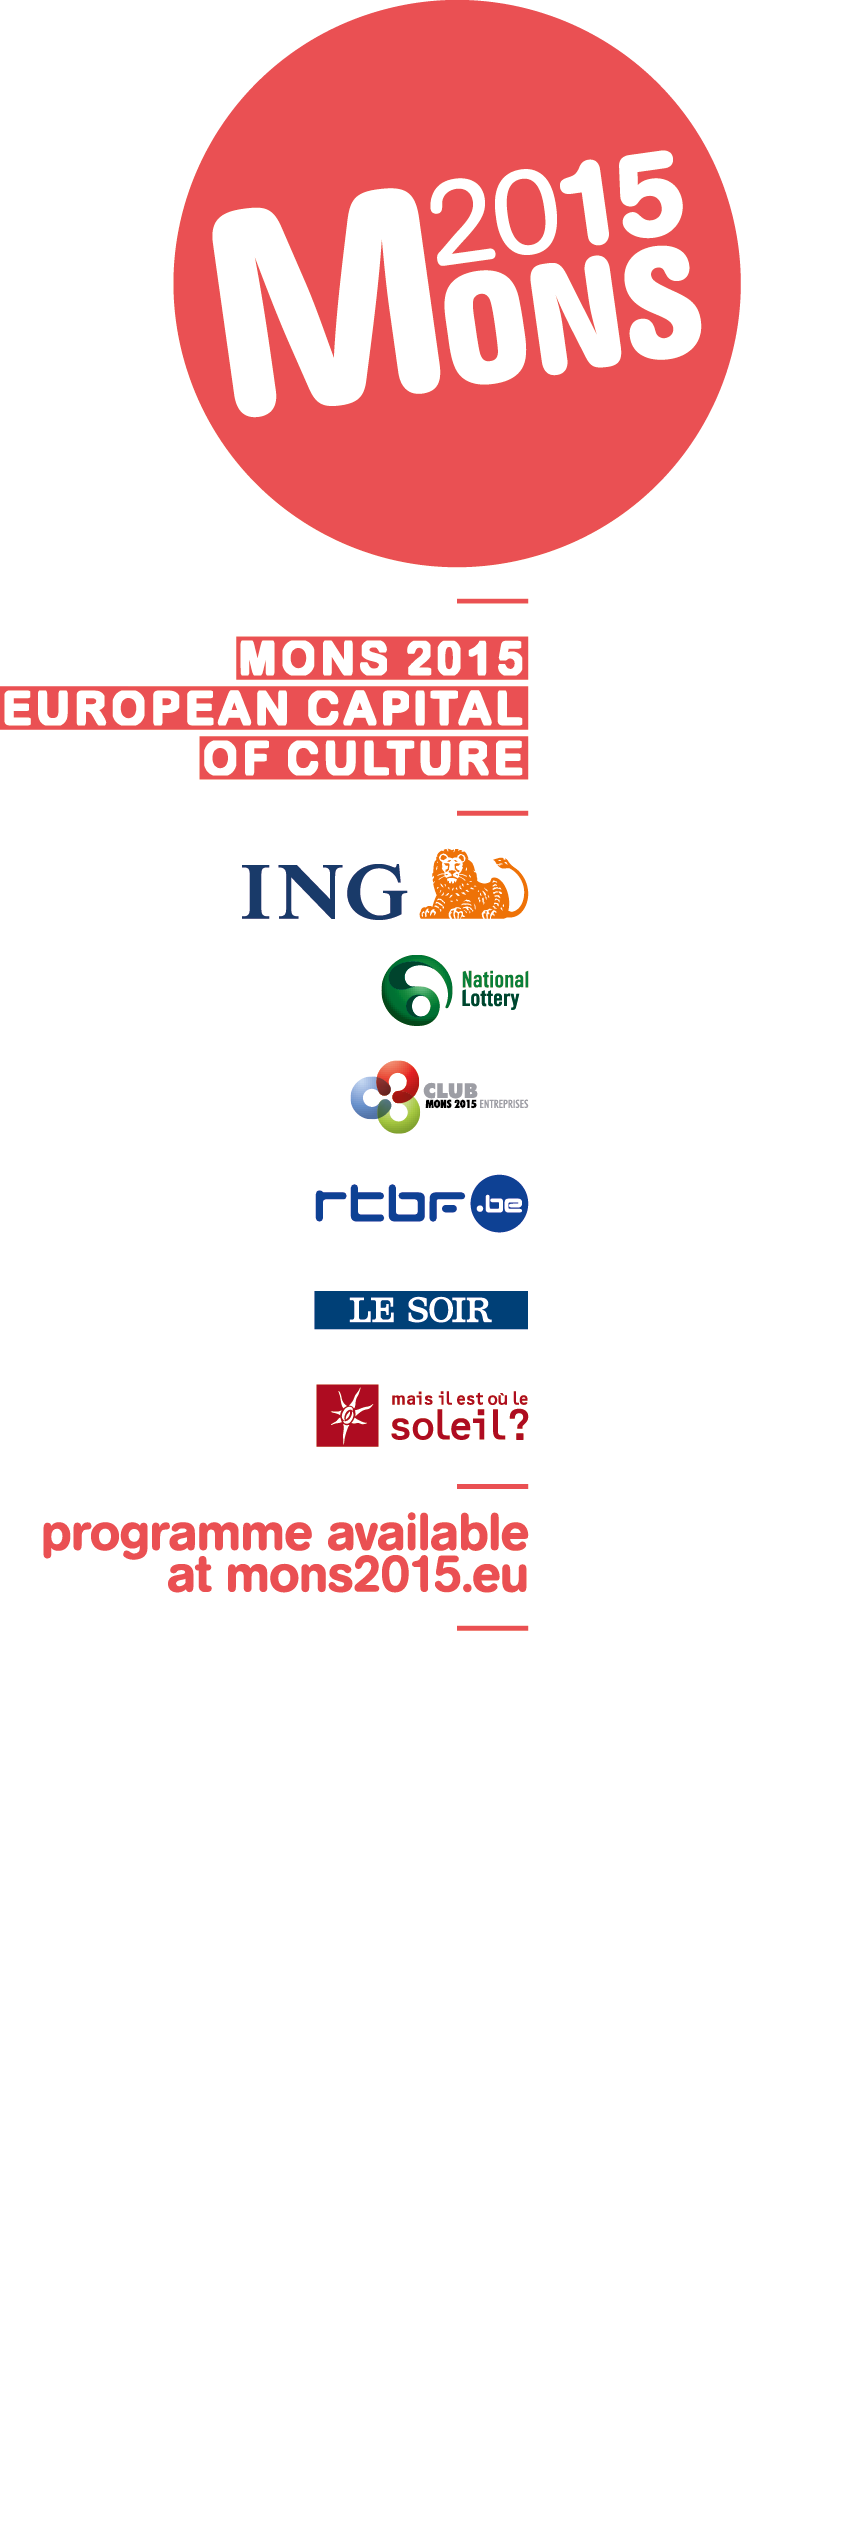 2015
MONS
MONS 2015
EUROPEAN CAPITAL
OF CULTURE
ING
National
Lottery
CLUB
MONS 2015 ENTREPRISES
rtbf.be
LE SOIR
mais il est où le
soleil?
programme available
at mons2015.eu